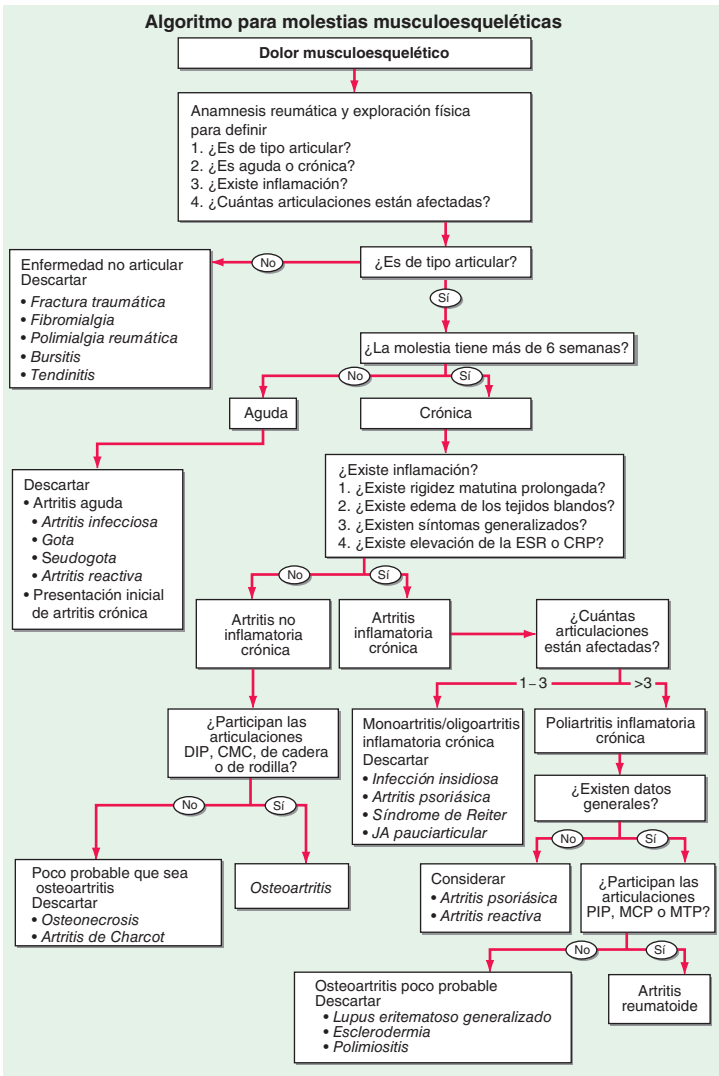 Algoritmo para molestias musculoesqueléticas
Dolor musculoesquelético
Anamnesis reumática y exploración física
para definir
1. ¿Es de tipo articular?
2. ¿Es aguda o crónica?
3. ¿Existe inflamación?
4. ¿Cuántas articulaciones están afectadas?
¿Es de tipo articular?
No
Enfermedad no articular
Descartar
• Fractura traumática
• Fibromialgia
• Polimialgia reumática
• Bursitis
• Tendinitis
Sí
¿La molestia tiene más de 6 semanas?
No
Sí
Aguda
Crónica
Descartar
• Artritis aguda
• Artritis infecciosa
• Gota
• Seudogota
• Artritis reactiva
• Presentación inicial
de artritis crónica
¿Existe inflamación?
1. ¿Existe rigidez matutina prolongada?
2. ¿Existe edema de los tejidos blandos?
3. ¿Existen síntomas generalizados?
4. ¿Existe elevación de la ESR o CRP?
No
Sí
Artritis no
inflamatoria
crónica
Artritis
inflamatoria
crónica
¿Cuántas
articulaciones
están afectadas?
1–3
>3
¿Participan las
articulaciones
DIP, CMC, de cadera
o de rodilla?
Monoartritis/oligoartritis
inflamatoria crónica
Descartar
• Infección insidiosa
• Artritis psoriásica
• Síndrome de Reiter
• JA pauciarticular
Poliartritis inflamatoria
crónica
¿Existen datos
generales?
No
Sí
No
Sí
Poco probable que sea
osteoartritis
Descartar
• Osteonecrosis
• Artritis de Charcot
Osteoartritis
Considerar
• Artritis psoriásica
• Artritis reactiva
¿Participan las
articulaciones
PIP, MCP o MTP?
No
Sí
Osteoartritis poco probable
Descartar
• Lupus eritematoso generalizado
• Esclerodermia
• Polimiositis
Artritis
reumatoide